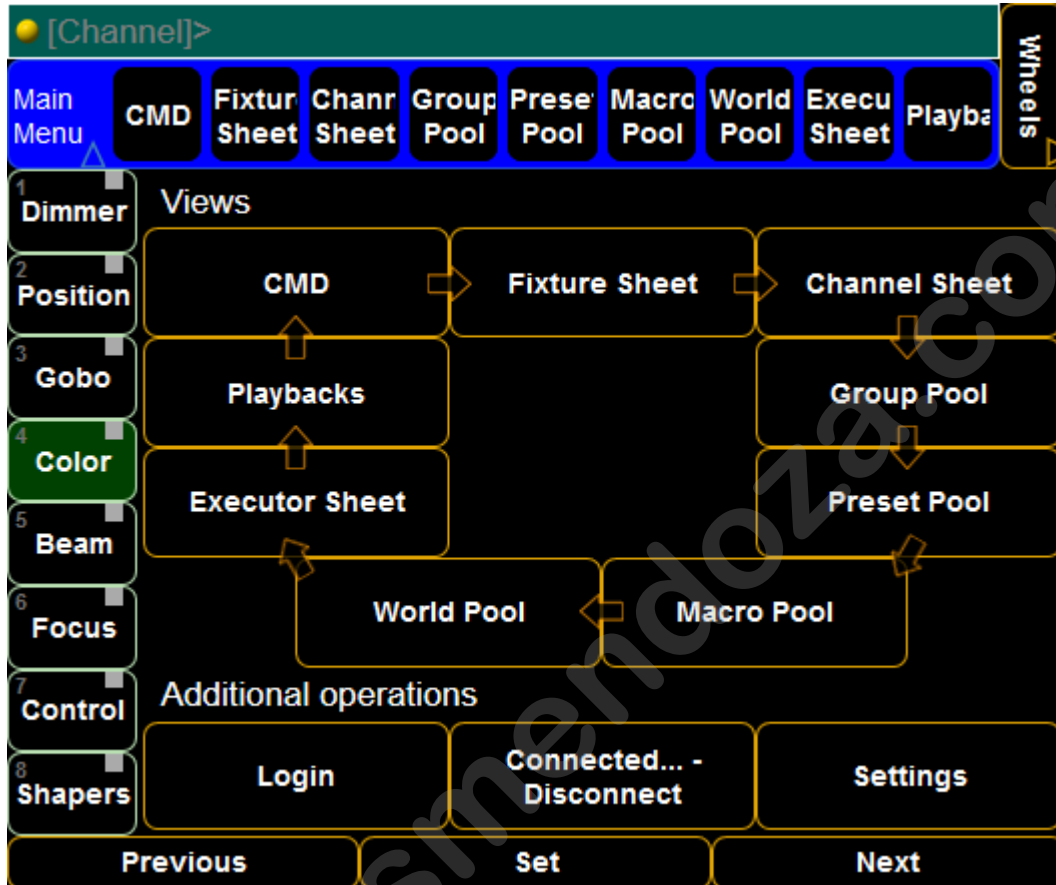 [Channel]>
Wheels
Main
Menu
CMD
Fixtur
Sheet
Chanr
Sheet
Group
Pool
Prese
Pool
Macro
Pool
World
Pool
Execu
Sheet
Playba
1
Dimmer
2
Position
3
Gobo
4
Color
5
Beam
6
Focus
7
Control
8
Shapers
Views
CMD
Fixture Sheet
Channel Sheet
Playbacks
Group Pool
Executor Sheet
Preset Pool
World Pool
Macro Pool
Additional operations
Login
Connected... -
Disconnect
Settings
Previous
Set
Next
smendoza.com